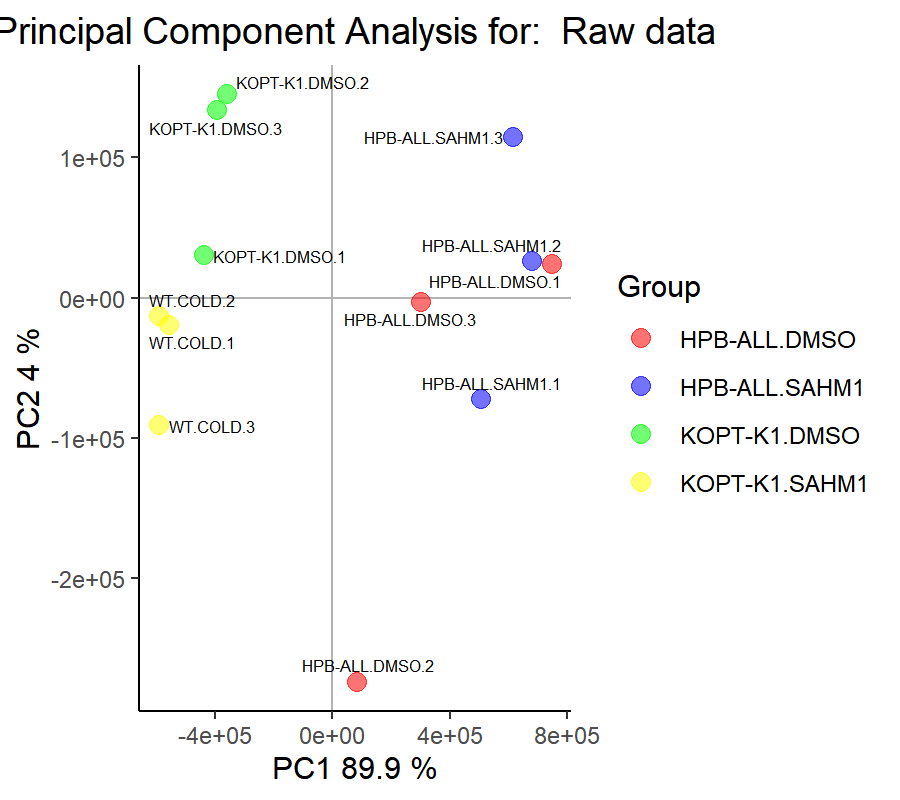 Principal Component Analysis for:  Raw data
KOPT-K1.DMSO.2
KOPT-K1.DMSO.3
HPB-ALL.SAHM1.3
1e+05
HPB-ALL.SAHM1.2
KOPT-K1.DMSO.1
HPB-ALL.DMSO.1
0e+00
WT.COLD.2
HPB-ALL.DMSO.3
WT.COLD.1
HPB-ALL.SAHM1.1
WT.COLD.3
-1e+05
-2e+05
HPB-ALL.DMSO.2
PC2 4 %
-4e+05 0e+00 4e+05 8e+05
PC1 89.9 %
Group
HPB-ALL.DMSO
HPB-ALL.SAHM1
KOPT-K1.DMSO
KOPT-K1.SAHM1